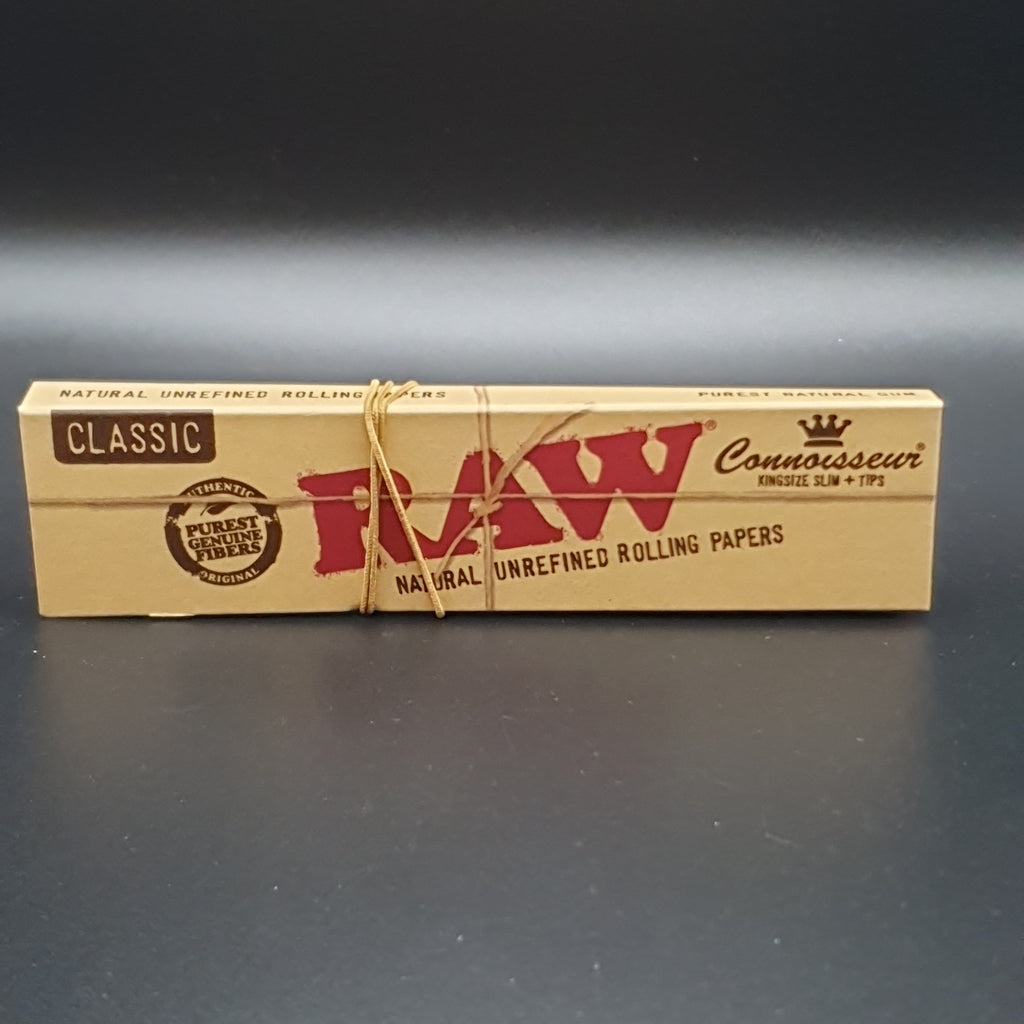 NATURAL UNREFINED ROLLING PAPERS
PUREST NATURAL GUM
CLASSIC
AUTHENTIC
PUREST
GENUINE
FIBERS
ORIGINAL
RAW®
NATURAL UNREFINED ROLLING PAPERS
Connoisseur®
KINGSIZE SLIM + TIPS